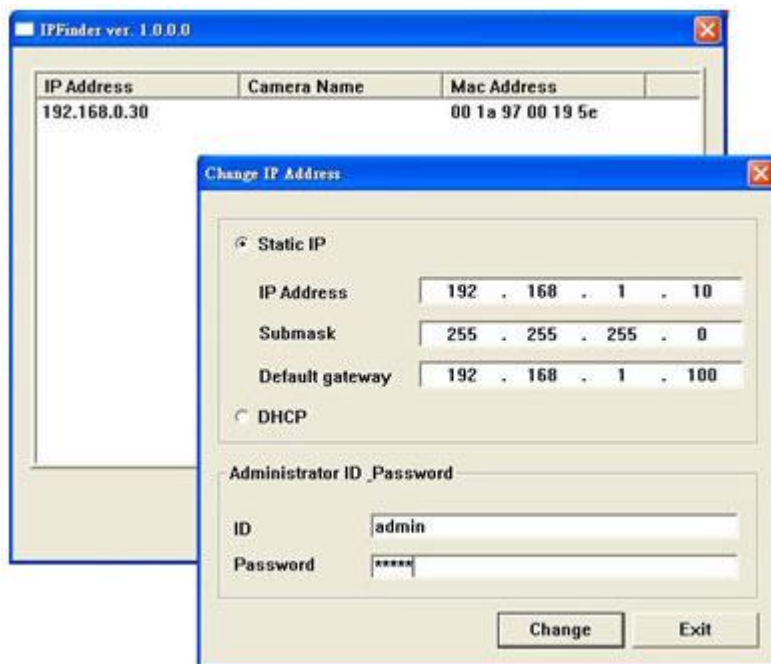 IPFinder ver. 1.0.0.0
IP Address Camera Name Mac Address
192.168.0.30 00 1a 97 00 19 5e
Change IP Address
Static IP
IP Address 192 . 168 . 1 . 10
Submask 255 . 255 . 255 . 0
Default gateway 192 . 168 . 1 . 100
DHCP
Administrator ID_Password
ID admin
Password *****
Change Exit